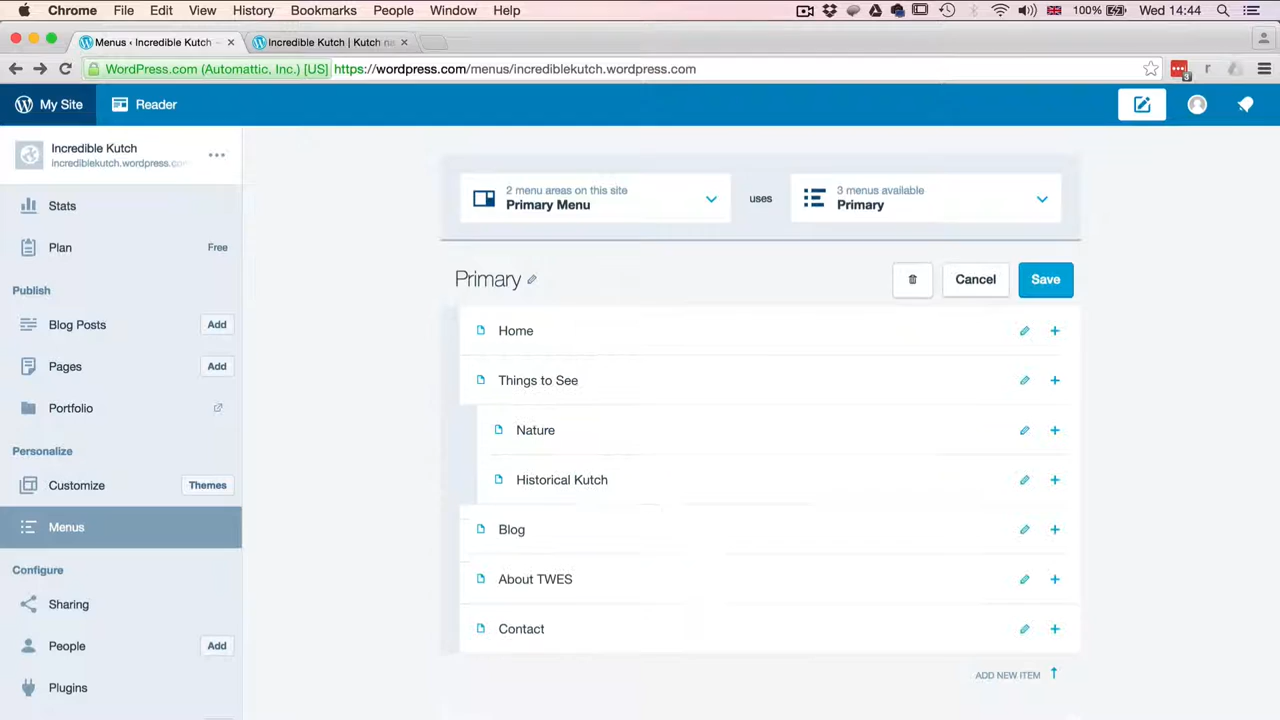 Chrome File Edit View History Bookmarks People Window Help 100% Wed 14:44
Menus ‹ Incredible Kutch Incredible Kutch | Kutch na
WordPress.com (Automattic, Inc.) [US] https://wordpress.com/menus/incrediblekutch.wordpress.com 3
My Site Reader
Incredible Kutch
incrediblekutch.wordpress.co
Stats
Plan Free
Publish
Blog Posts Add
Pages Add
Portfolio
Personalize
Customize Themes
Menus
Configure
Sharing
People Add
Plugins
2 menu areas on this site
Primary Menu
uses
3 menus available
Primary
Primary Cancel Save
Home
Things to See
Nature
Historical Kutch
Blog
About TWES
Contact
ADD NEW ITEM